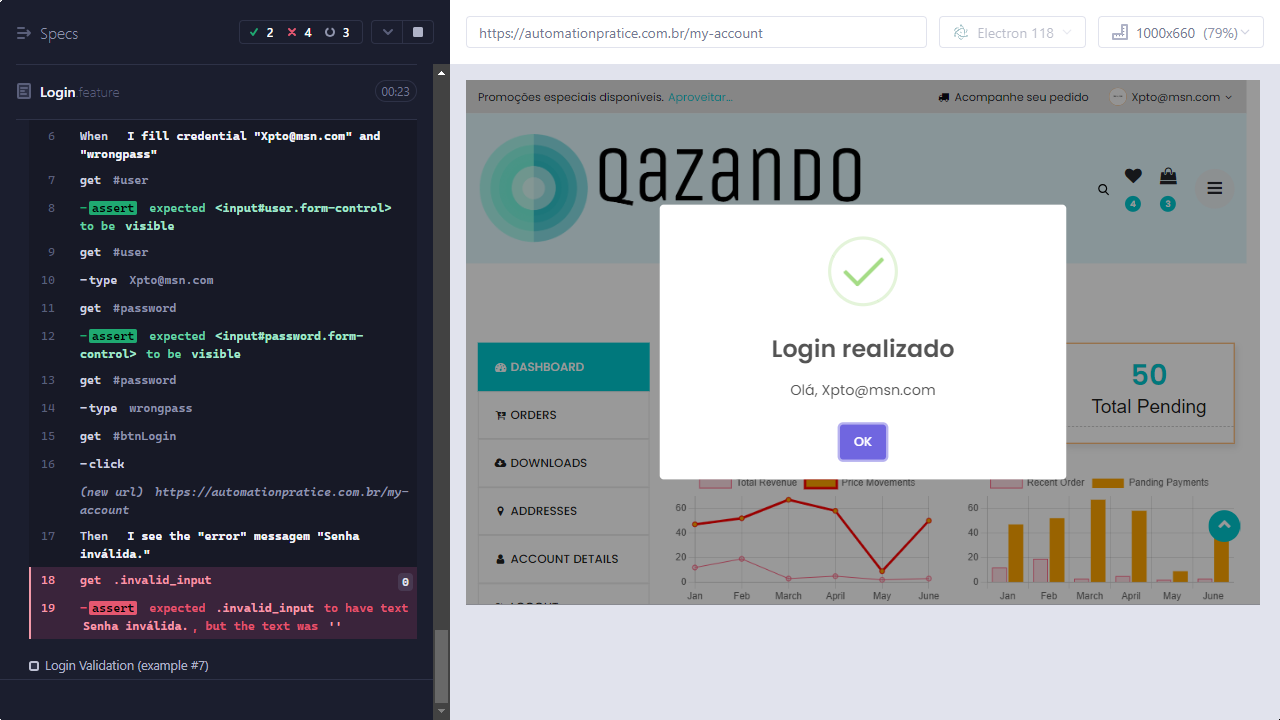 Specs
2
4
3
Login.feature
00:23
6 When I fill credential "Xpto@msn.com" and
"wrongpass"
7 get #user
8 -assert expected <input#user.form-control>
to be visible
9 get #user
10 -type Xpto@msn.com
11 get #password
12 -assert expected <input#password.form-
control> to be visible
13 get #password
14 -type wrongpass
15 get #btnLogin
16 -click
(new url) https://automationpratice.com.br/my-
account
17 Then I see the "error" messagem "Senha
inválida."
18 get .invalid_input 0
19 -assert expected .invalid_input to have text
Senha inválida., but the text was ''
Login Validation (example #7)
https://automationpratice.com.br/my-account
Electron 118
1000x660 (79%)
Promoções especiais disponíveis. Aproveitar...
Acompanhe seu pedido
Xpto@msn.com
QAZANDO
4
3
Login realizado
Olá, Xpto@msn.com
OK
DASHBOARD
ORDERS
DOWNLOADS
ADDRESSES
ACCOUNT DETAILS
50
Total Pending
Total Revenue
Price Movements
60
40
20
0
Jan Feb March April May June
Recent Order
Panding Payments
60
40
20
0
Jan Feb March April May June